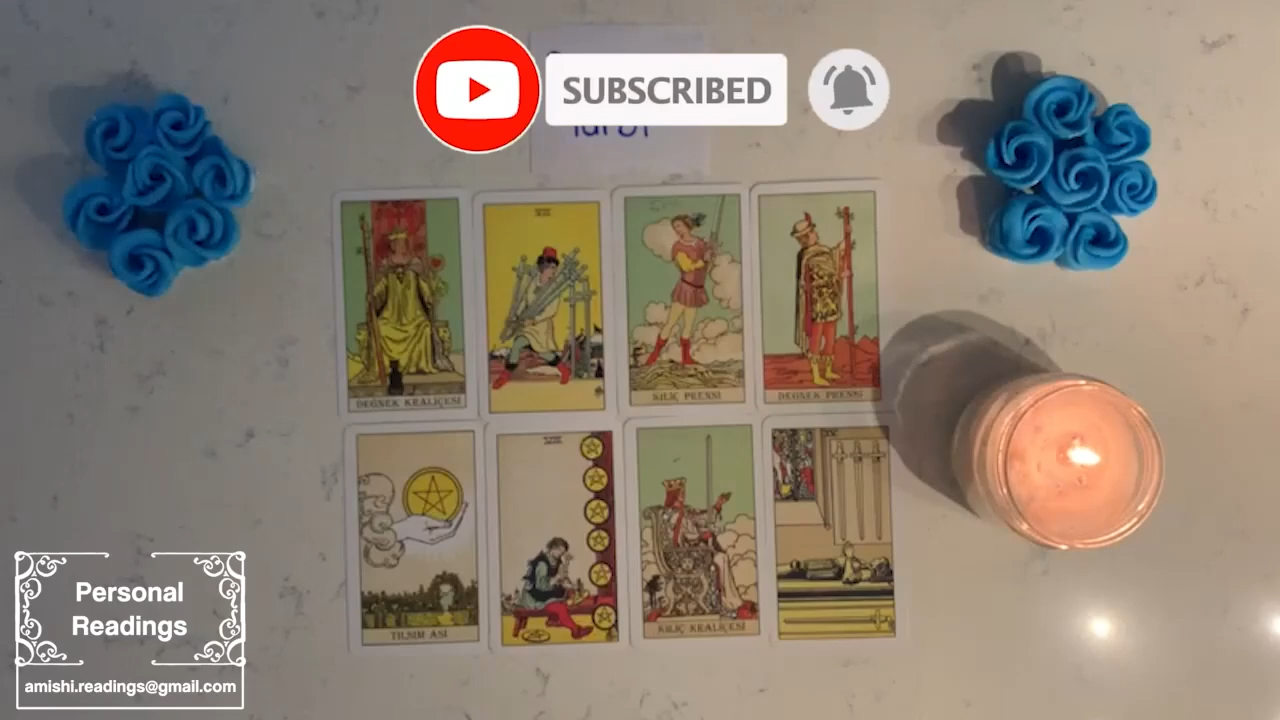 SUBSCRIBED
DEĞNEK KRALİÇESİ
KILIÇ PRENSİ
DEĞNEK PRENSİ
TILSIM ASI
KILIÇ KRALİÇESİ
Personal
Readings
amishi.readings@gmail.com